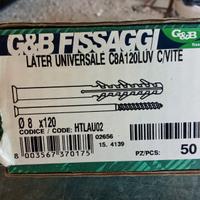 G&B FISSAGGI
G&B
LATER UNIVERSALE C8A120LUV C/VITE
Ø 8 x120
CODICE / CODE: HTLAU02
02656
15. 4139
8 003567 370175
PZ/PCS: 50